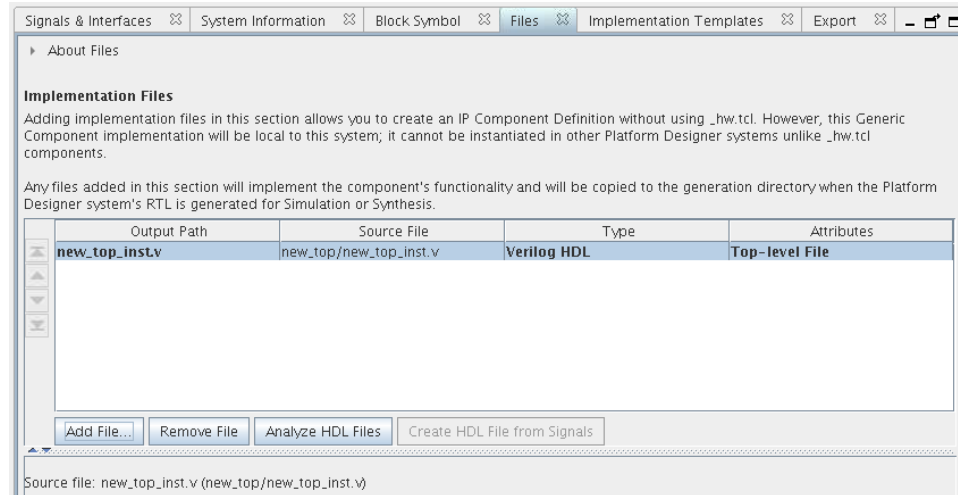 Signals & Interfaces System Information Block Symbol Files Implementation Templates Export
About Files
Implementation Files
Adding implementation files in this section allows you to create an IP Component Definition without using _hw.tcl. However, this Generic
Component implementation will be local to this system; it cannot be instantiated in other Platform Designer systems unlike _hw.tcl
components.
Any files added in this section will implement the component's functionality and will be copied to the generation directory when the Platform
Designer system's RTL is generated for Simulation or Synthesis.
Output Path Source File Type Attributes
new_top_inst.v new_top/new_top_inst.v Verilog HDL Top-level File
Add File... Remove File Analyze HDL Files Create HDL File from Signals
Source file: new_top_inst.v (new_top/new_top_inst.v)